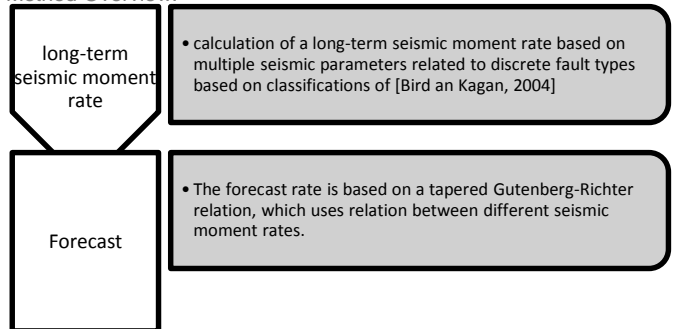 long-term
seismic moment
rate
• calculation of a long-term seismic moment rate based on
multiple seismic parameters related to discrete fault types
based on classifications of [Bird an Kagan, 2004]
Forecast
• The forecast rate is based on a tapered Gutenberg-Richter
relation, which uses relation between different seismic
moment rates.